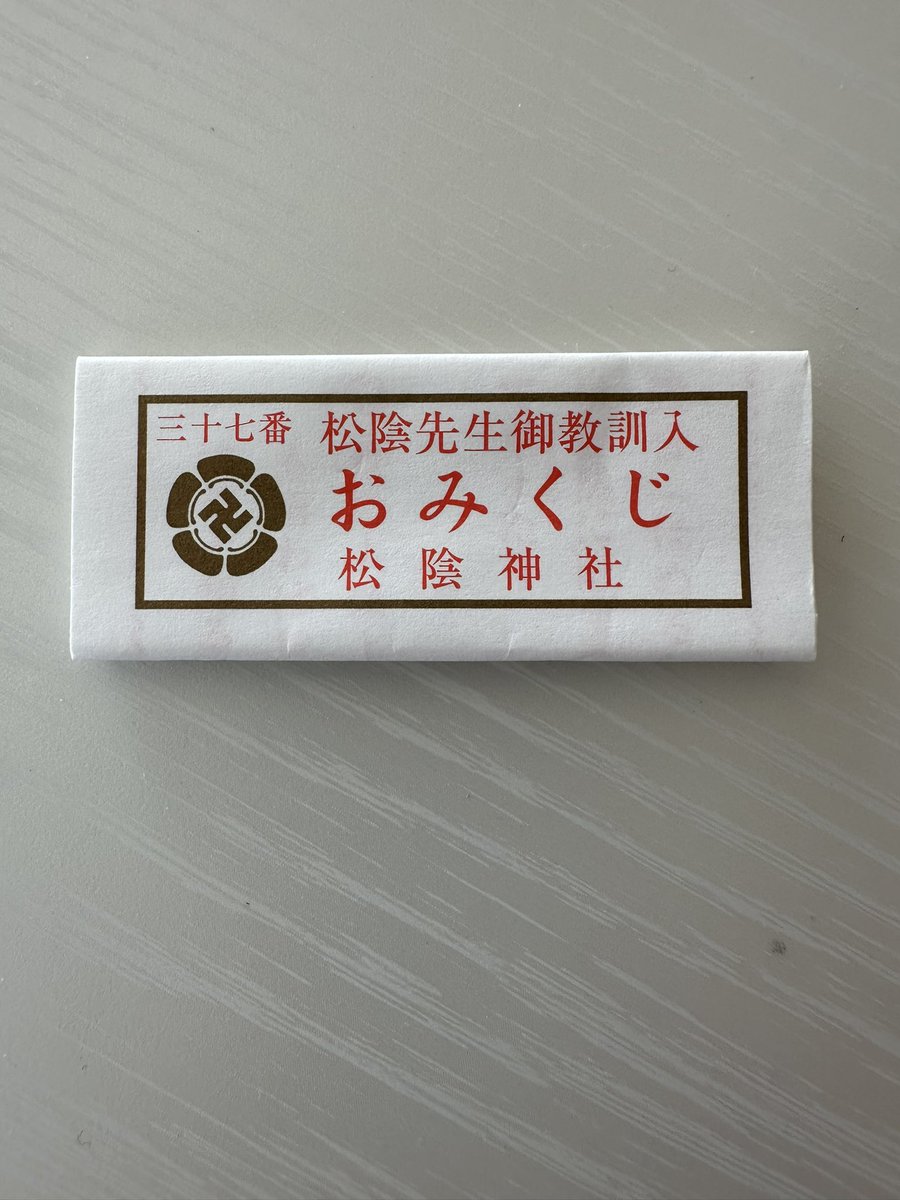 三十七番
松陰先生御教訓入
おみくじ
松陰神社